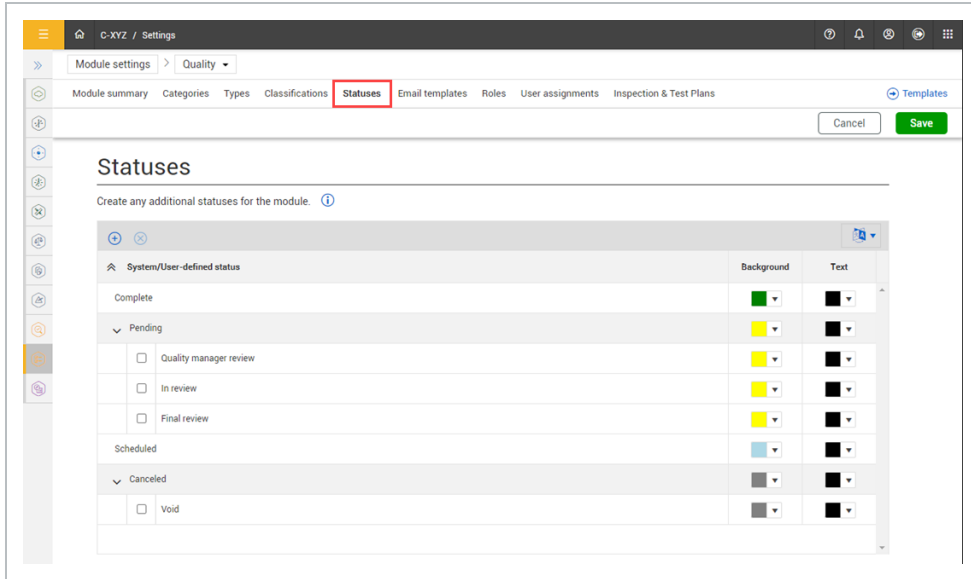 C-XYZ / Settings
Module settings > Quality
Module summary Categories Types Classifications Statuses Email templates Roles User assignments Inspection & Test Plans Templates
Cancel Save
Statuses
Create any additional statuses for the module.
System/User-defined status Background Text
Complete
Pending
Quality manager review
In review
Final review
Scheduled
Canceled
Void